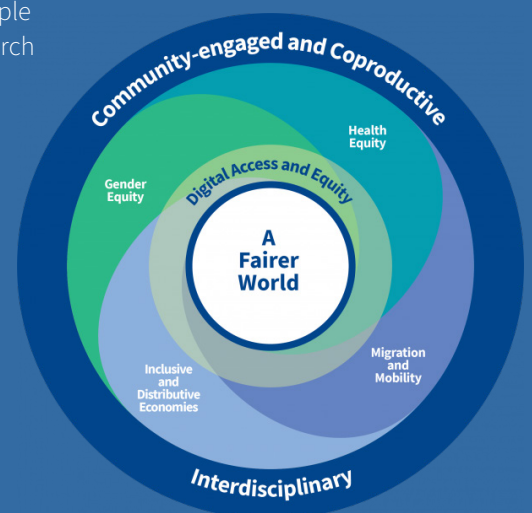 Community-engaged and Coproductive
Health
Equity
Gender
Equity
Digital Access and Equity
A
Fairer
World
Migration
and
Mobility
Inclusive
and
Distributive
Economies
Interdisciplinary